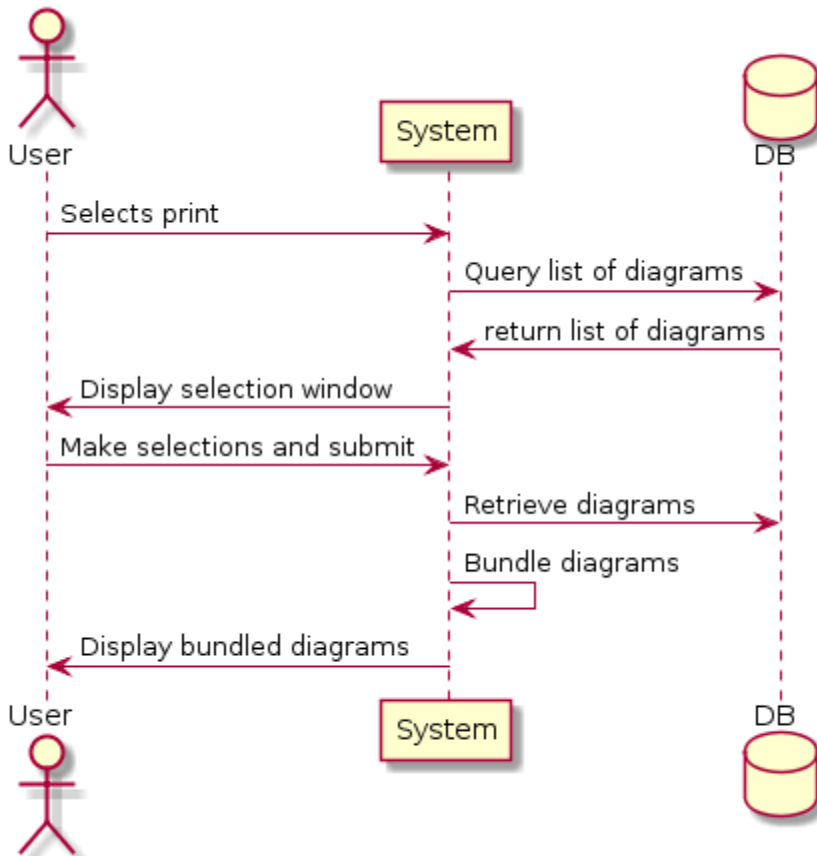 User
System
DB
Selects print
Query list of diagrams
return list of diagrams
Display selection window
Make selections and submit
Retrieve diagrams
Bundle diagrams
Display bundled diagrams
User
System
DB